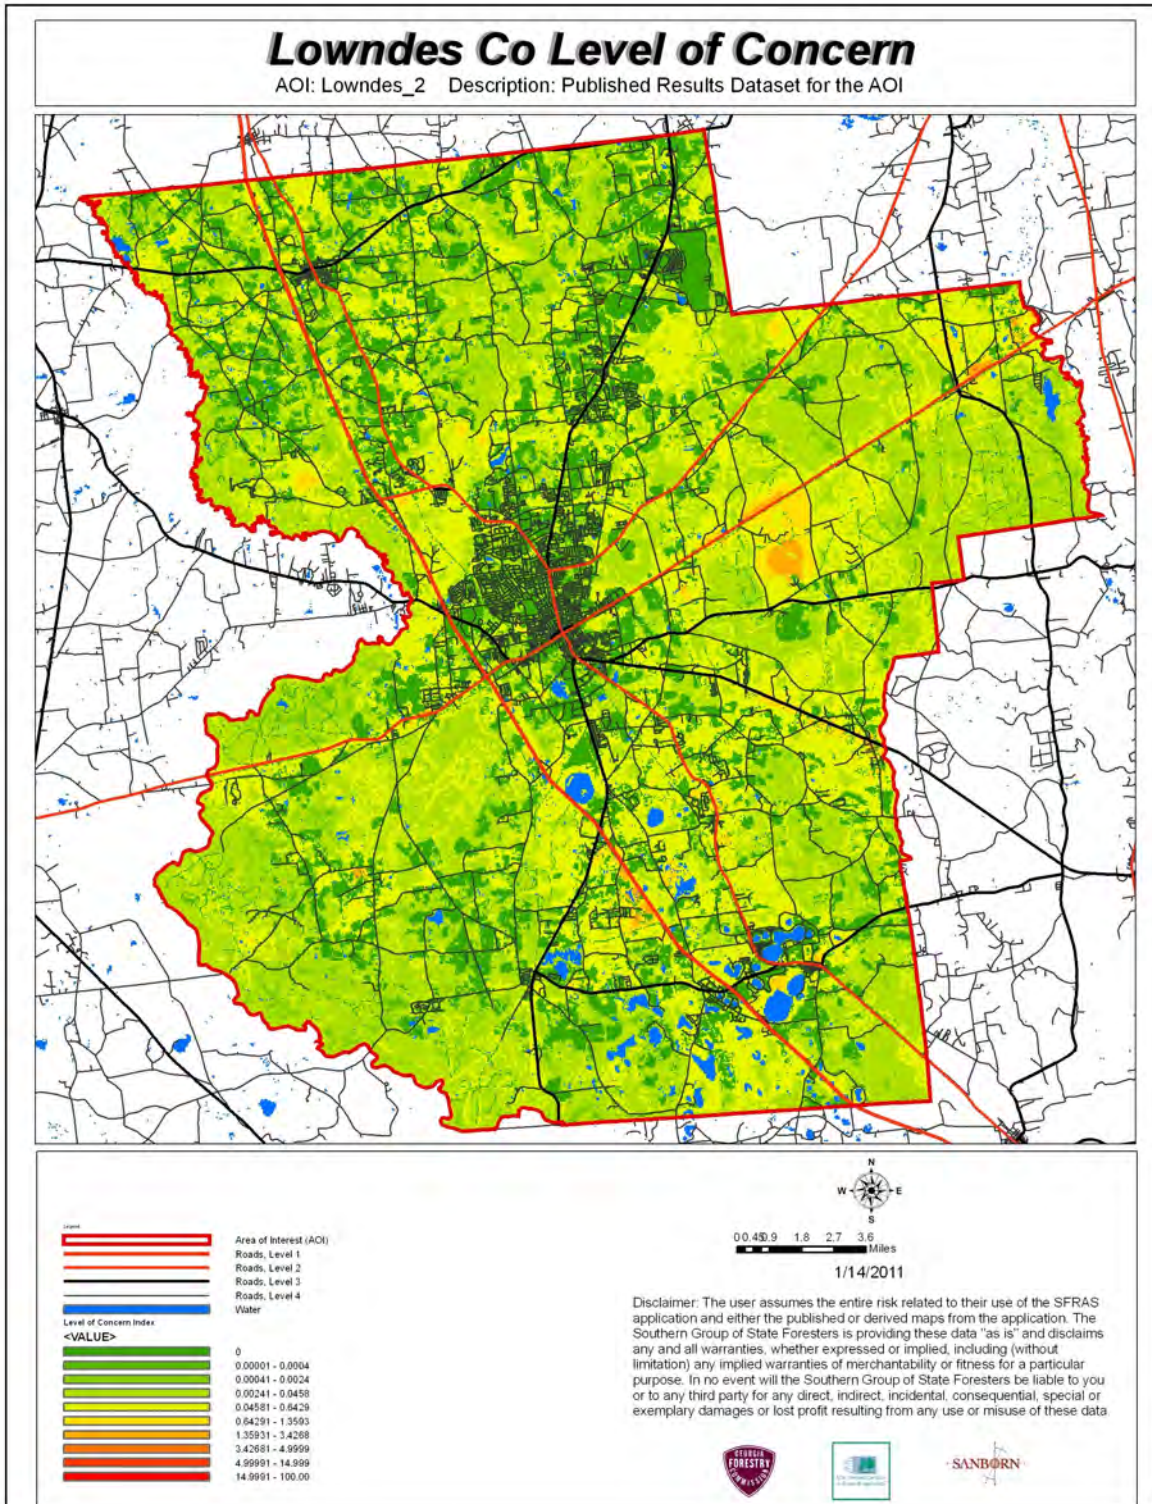 Lowndes Co Level of Concern
AOI: Lowndes_2 Description: Published Results Dataset for the AOI
Legend
Area of Interest (AOI)
Roads, Level 1
Roads, Level 2
Roads, Level 3
Roads, Level 4
Water
Level of Concern Index
<VALUE>
0
0.00001 - 0.0004
0.00041 - 0.0024
0.00241 - 0.0458
0.04581 - 0.6429
0.64291 - 1.3593
1.35931 - 3.4268
3.42681 - 4.9999
4.99991 - 14.999
14.9991 - 100.00
N
W E
S
0 0.45 0.9 1.8 2.7 3.6
Miles
1/14/2011
Disclaimer: The user assumes the entire risk related to their use of the SFRAS
application and either the published or derived maps from the application. The
Southern Group of State Foresters is providing these data "as is" and disclaims
any and all warranties, whether expressed or implied, including (without
limitation) any implied warranties of merchantability or fitness for a particular
purpose. In no event will the Southern Group of State Foresters be liable to you
or to any third party for any direct, indirect, incidental, consequential, special or
exemplary damages or lost profit resulting from any use or misuse of these data
GEORGIA
FORESTRY
COMMISSION
SANBORN